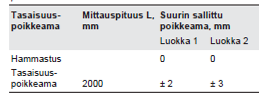 Tasaisuus- Mittauspituus L, Suurin sallittu
poikkeama mm poikkeama, mm
Luokka 1 Luokka 2
Hammastus 0 0
Tasaisuus-
poikkeama 2000 ± 2 ± 3